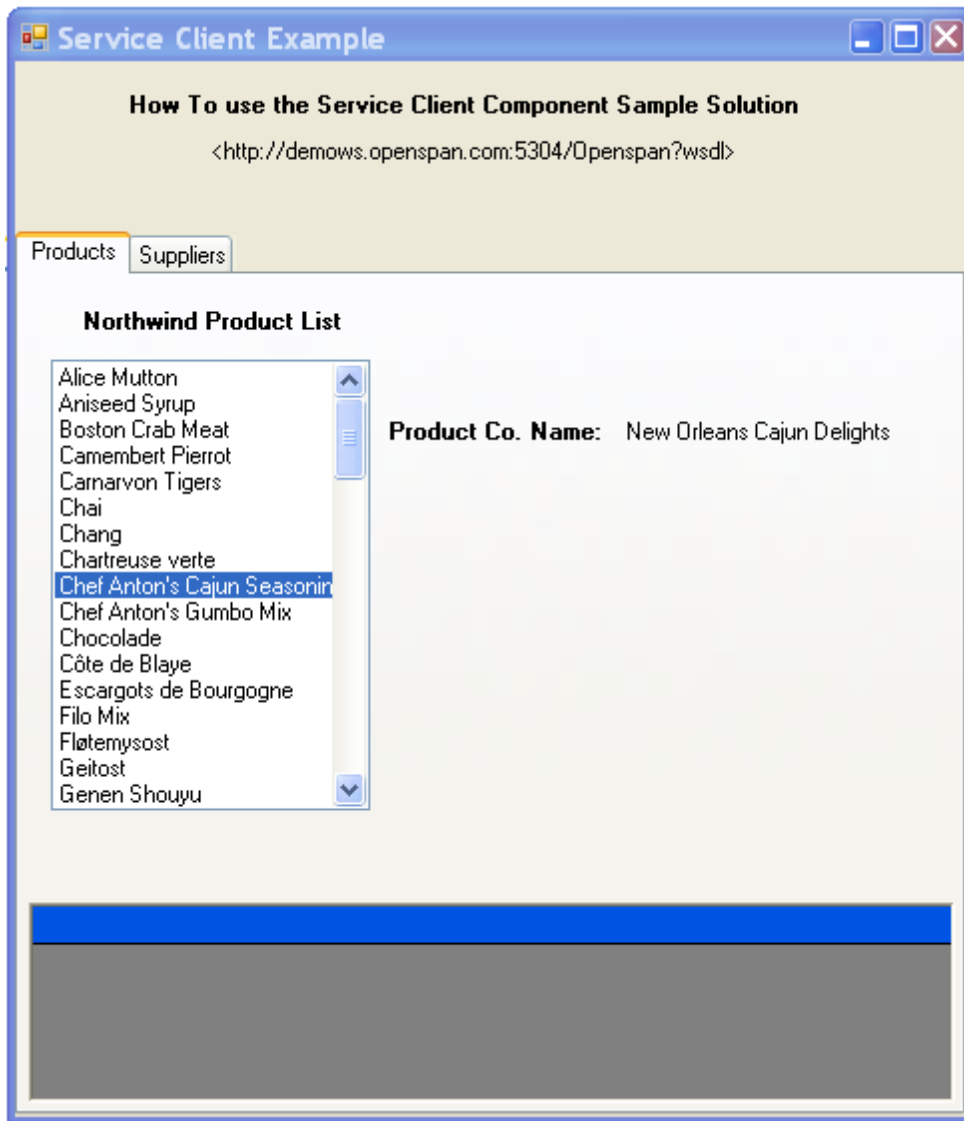 Service Client Example
How To use the Service Client Component Sample Solution
<http://demows.openspan.com:5304/Openspan?wsdl>
Products
Suppliers
Northwind Product List
Alice Mutton
Aniseed Syrup
Boston Crab Meat
Camembert Pierrot
Carnarvon Tigers
Chai
Chang
Chartreuse verte
Chef Anton's Cajun Seasonin
Chef Anton's Gumbo Mix
Chocolade
Côte de Blaye
Escargots de Bourgogne
Filo Mix
Fløtemysost
Geitost
Genen Shouyu
Product Co. Name: New Orleans Cajun Delights